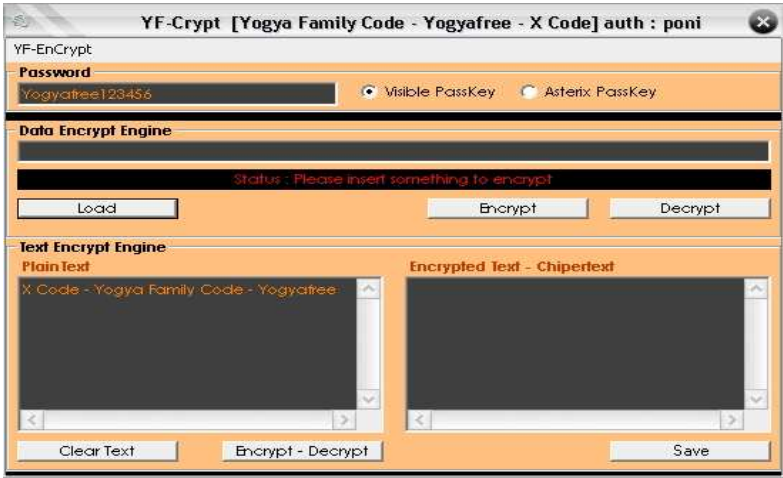 YF-Crypt [Yogya Family Code - Yogyafree - X Code] auth : poni
YF-EnCrypt
Password
Yogyafree123456
Visible PassKey
Asterix PassKey
Data Encrypt Engine
Status : Please insert something to encrypt
Load
Encrypt
Decrypt
Text Encrypt Engine
PlainText
Encrypted Text - Chipertext
X Code - Yogya Family Code - Yogyafree
Clear Text
Encrypt - Decrypt
Save